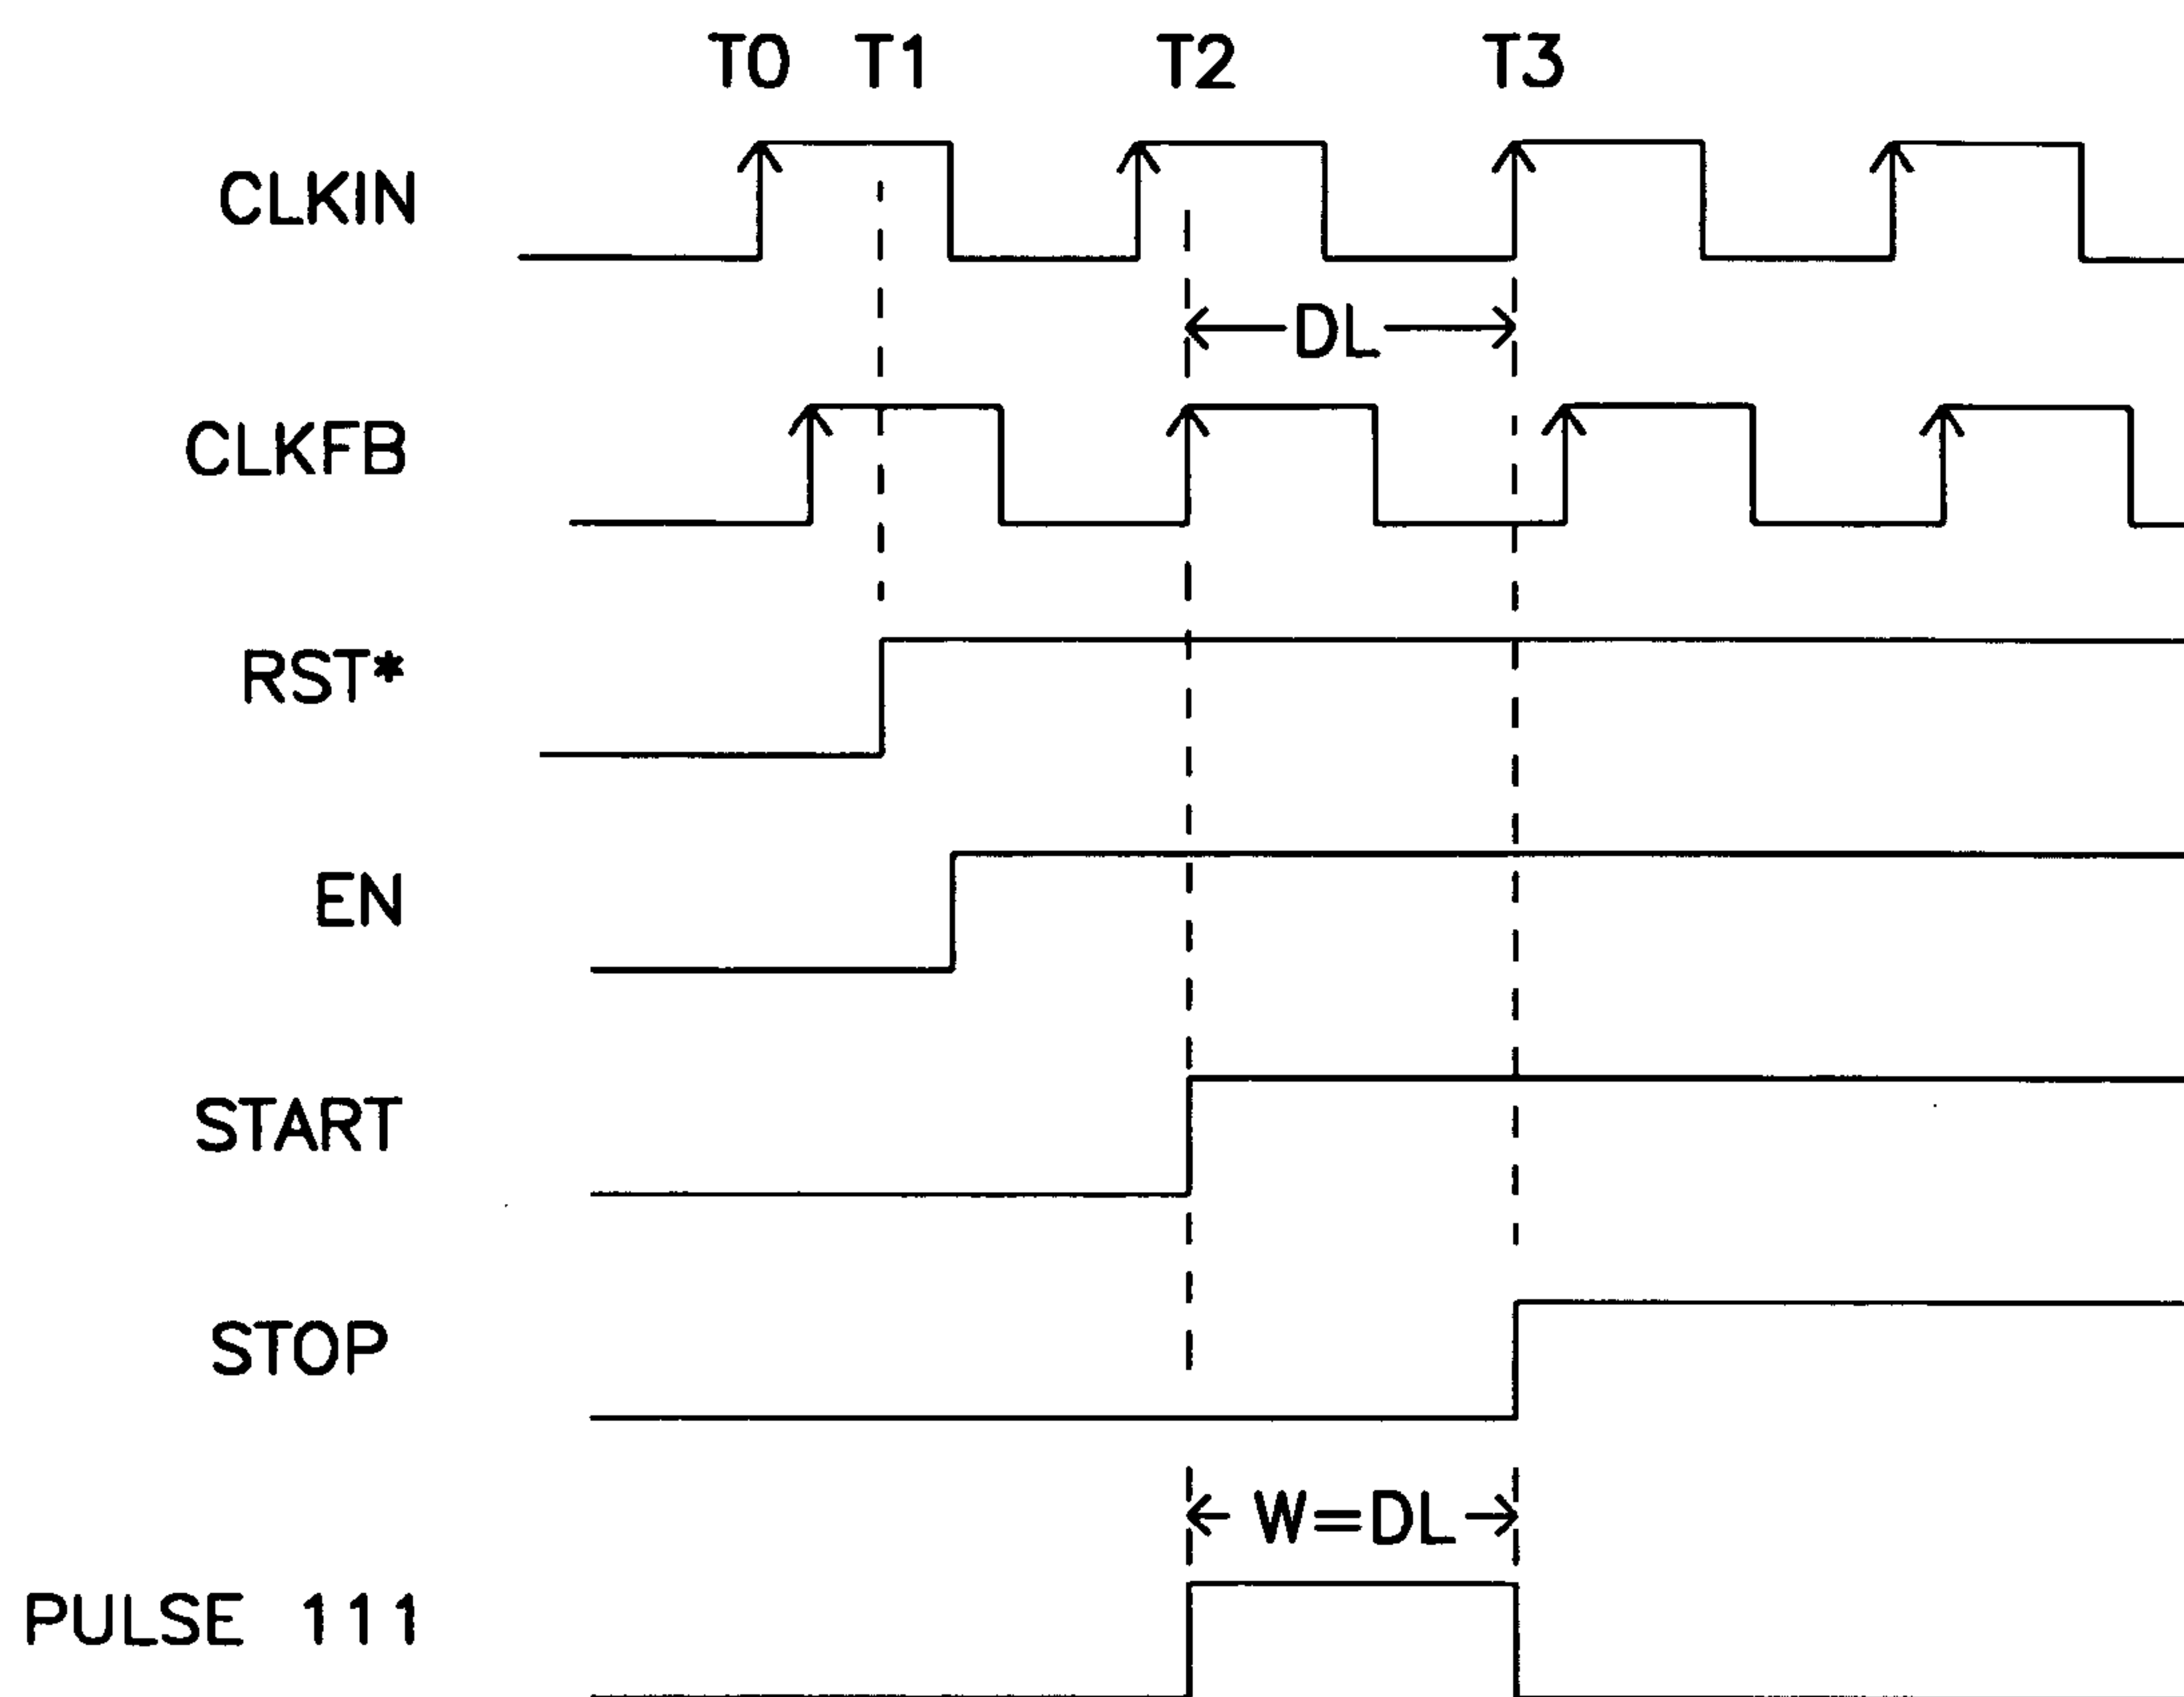 T0 T1 T2 T3
CLKIN
DL
CLKFB
RST*
EN
START
STOP
W=DL
PULSE 111